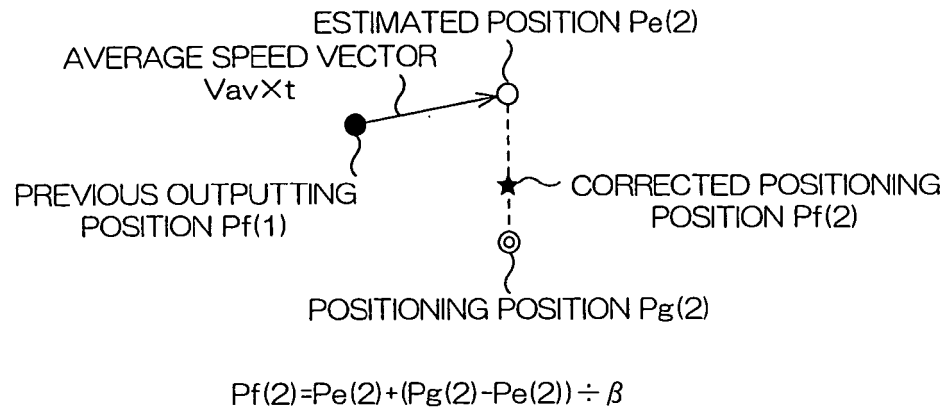 ESTIMATED POSITION Pe(2)
AVERAGE SPEED VECTOR
Vav×t
PREVIOUS OUTPUTTING
POSITION Pf(1)
CORRECTED POSITIONING
POSITION Pf(2)
POSITIONING POSITION Pg(2)
Pf(2)=Pe(2)+(Pg(2)-Pe(2))÷β